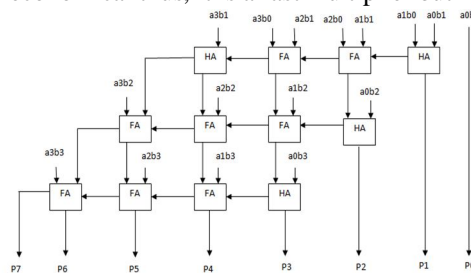 a3b1 a3b0 a2b1 a2b0 a1b1 a1b0 a0b1
HA FA FA HA
a3b2 a2b2 a1b2 a0b2
FA FA FA HA
a3b3 a2b3 a1b3 a0b3
FA FA FA HA
P7 P6 P5 P4 P3 P2 P1